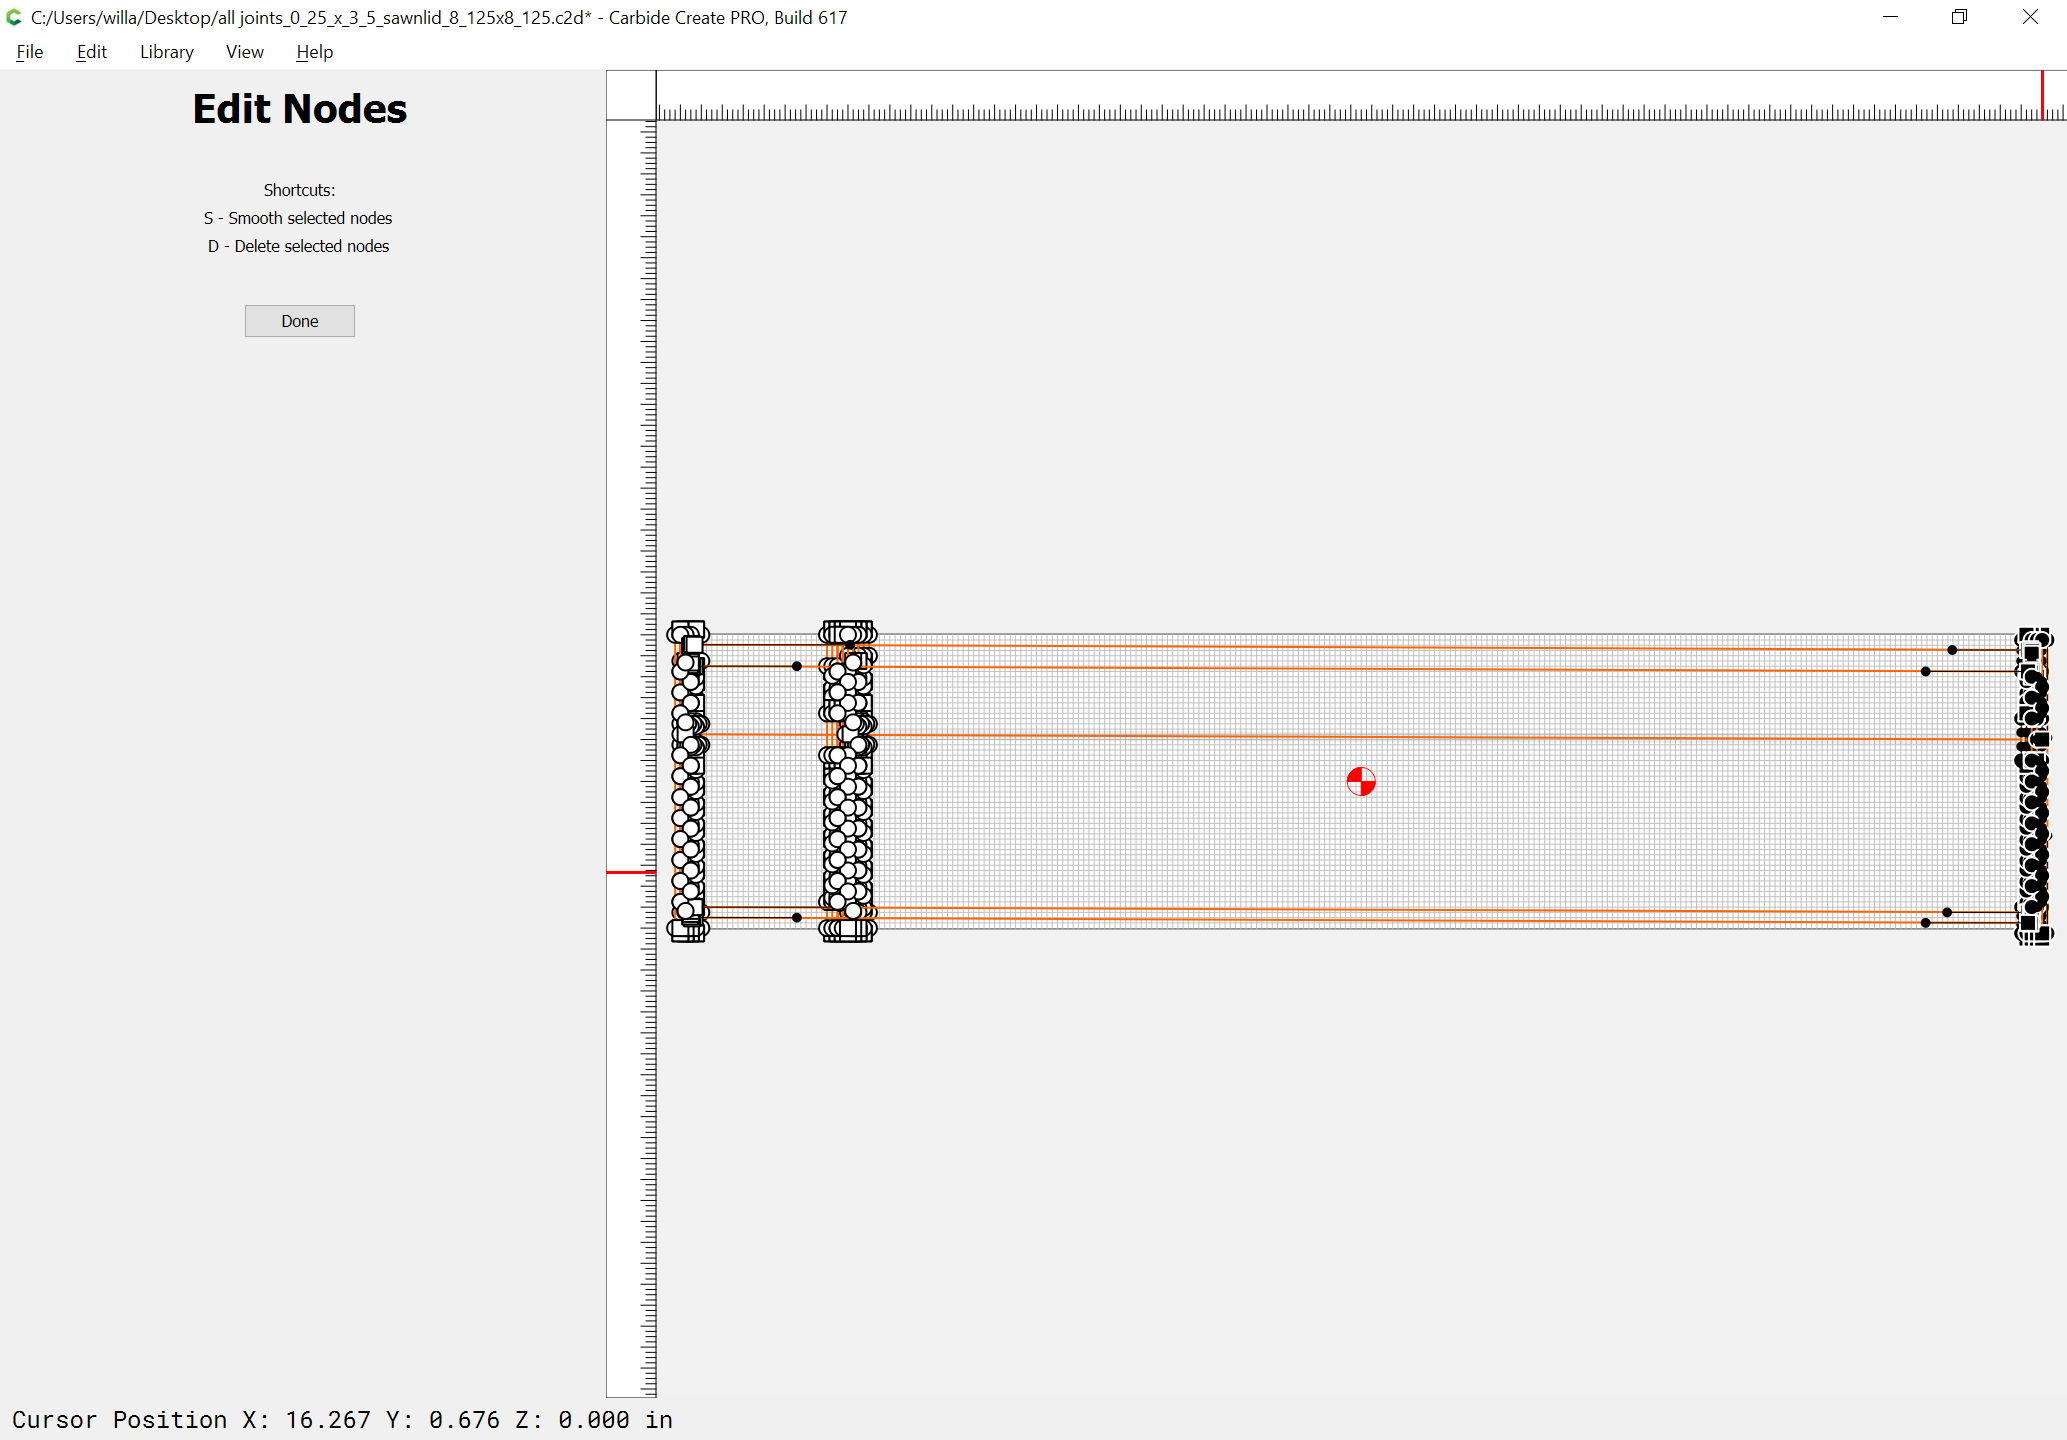 C:/Users/willa/Desktop/all joints_0_25_x_3_5_sawnlid_8_125x8_125.c2d* - Carbide Create PRO, Build 617
File Edit Library View Help
Edit Nodes
Shortcuts:
S - Smooth selected nodes
D - Delete selected nodes
Done
Cursor Position X: 16.267 Y: 0.676 Z: 0.000 in